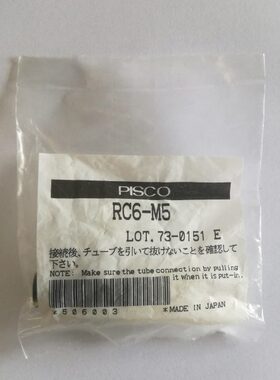 PISCO
RC6-M5
LOT.73-0151 E
接続後、チューブを引いて抜けないことを確認して
下さい。
NOTE: Make sure the tube connection by pulling
it when it is put-in.
*506003
*MADE IN JAPAN